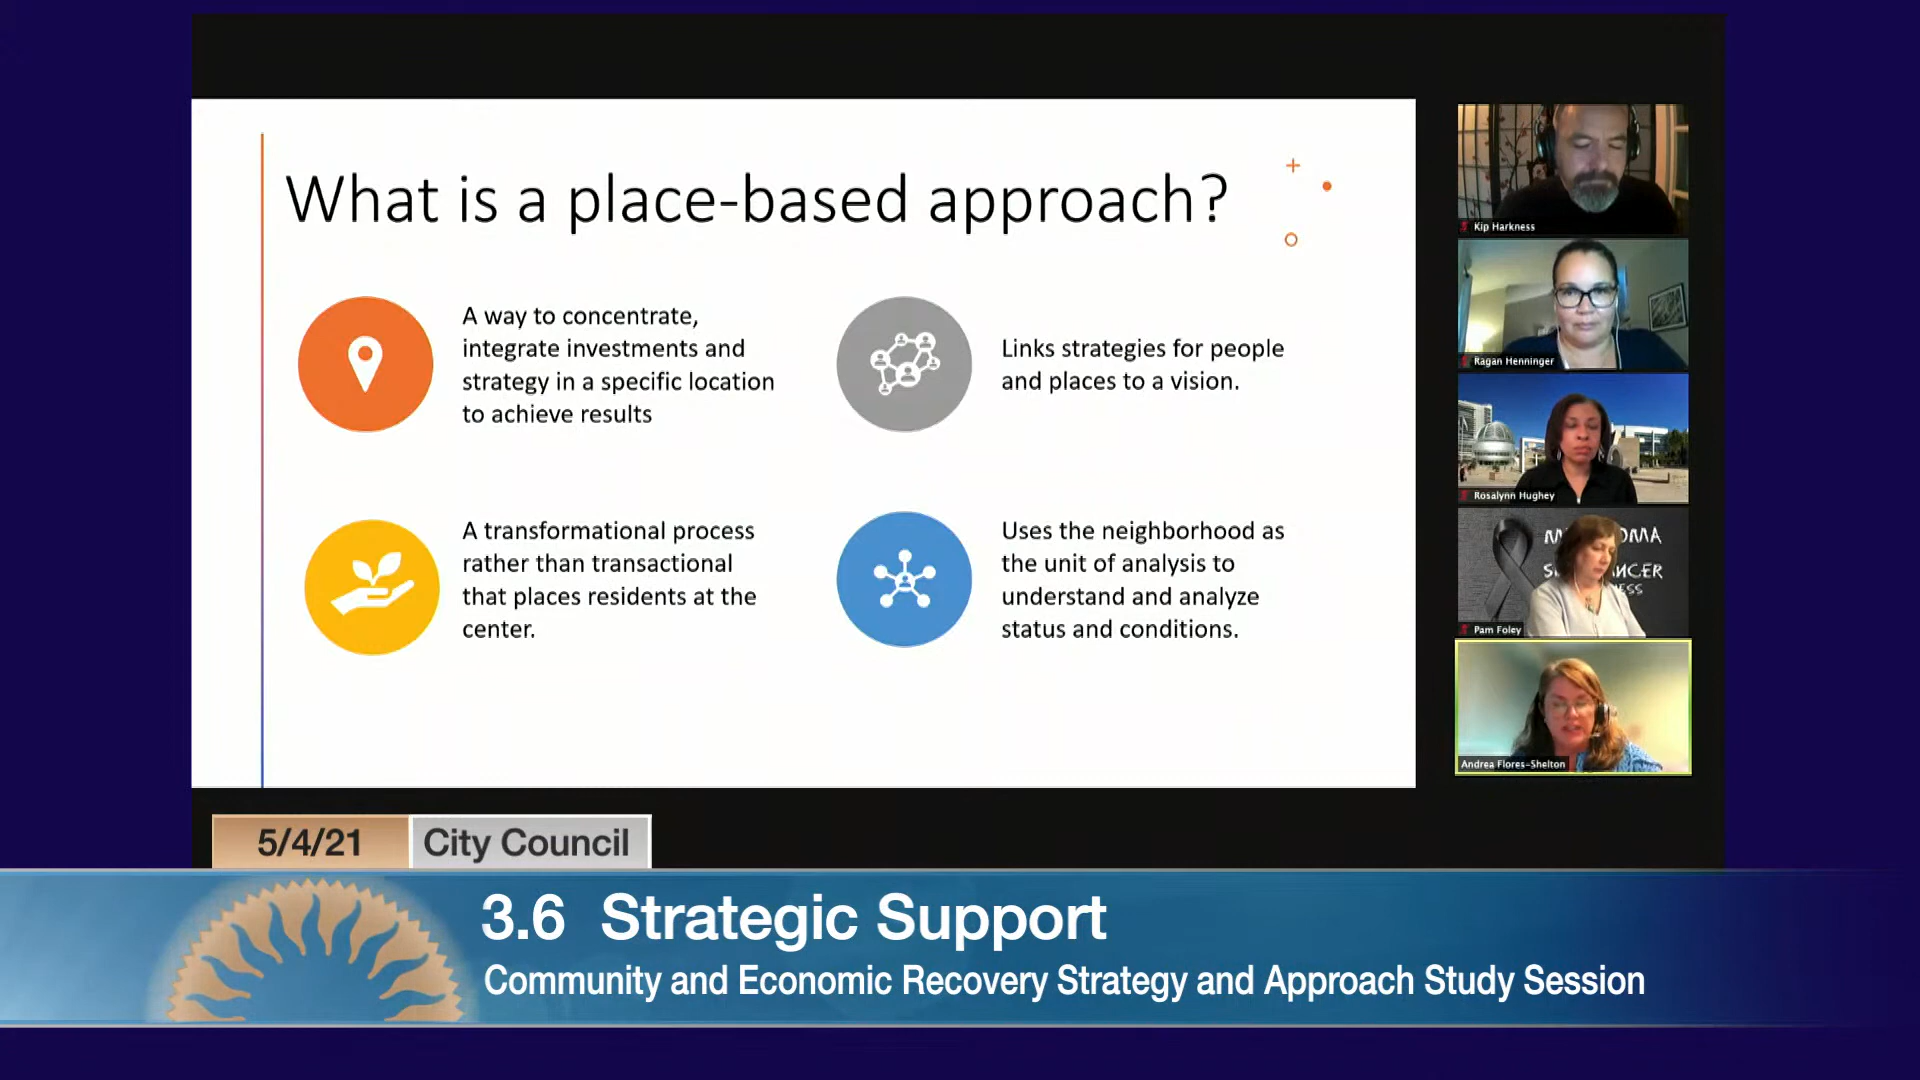 What is a place-based approach?
A way to concentrate,
integrate investments and
strategy in a specific location
to achieve results
Links strategies for people
and places to a vision.
A transformational process
rather than transactional
that places residents at the
center.
Uses the neighborhood as
the unit of analysis to
understand and analyze
status and conditions.
Kip Harkness
Ragan Henninger
Rosalynn Hughey
Pam Foley
Andrea Flores-Shelton
5/4/21
City Council
3.6 Strategic Support
Community and Economic Recovery Strategy and Approach Study Session